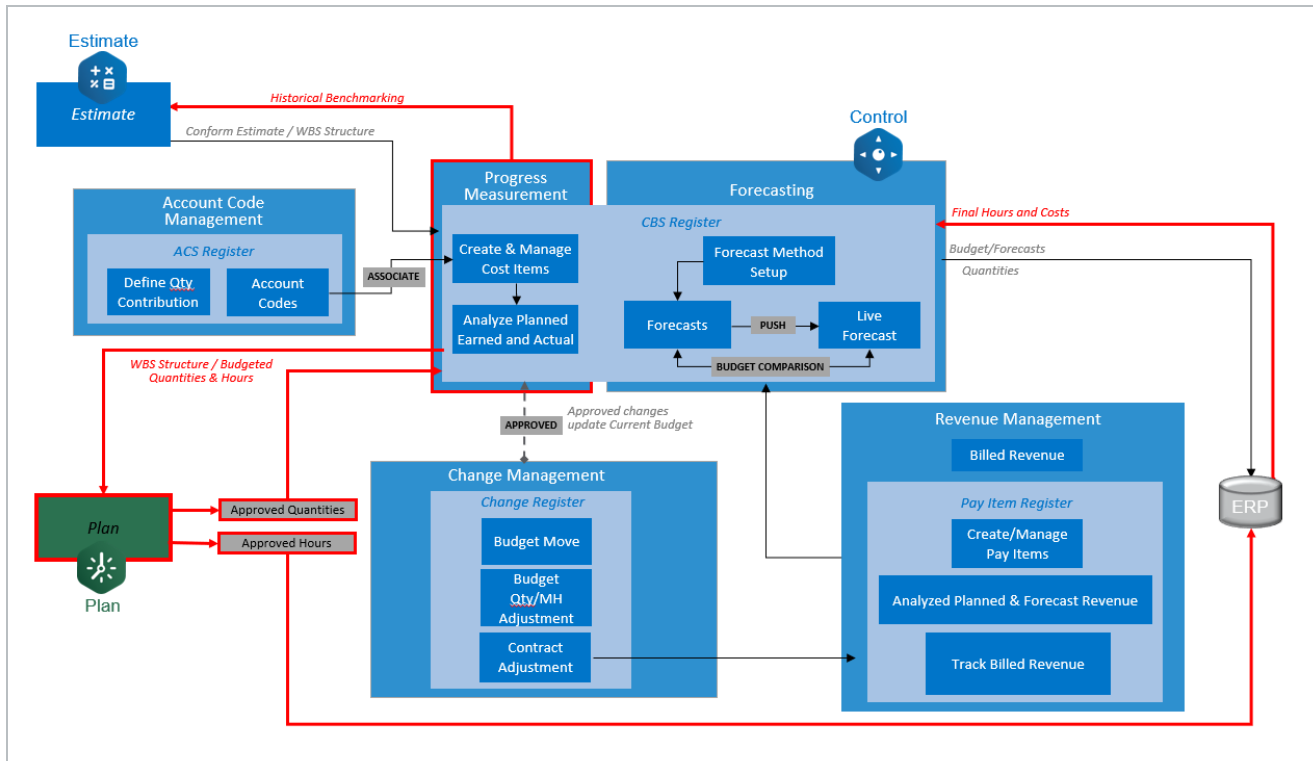 Estimate
Estimate
Historical Benchmarking
Conform Estimate / WBS Structure
Control
Progress
Measurement
Forecasting
Account Code
Management
ACS Register
Define Qty
Contribution
Account
Codes
ASSOCIATE
CBS Register
Create & Manage
Cost Items
Analyze Planned
Earned and Actual
Forecast Method
Setup
Forecasts
PUSH
Live
Forecast
BUDGET COMPARISON
Final Hours and Costs
Budget/Forecasts
Quantities
WBS Structure / Budgeted
Quantities & Hours
APPROVED
Approved changes
update Current Budget
Plan
Plan
Approved Quantities
Approved Hours
Change Management
Change Register
Budget Move
Budget
Qty/MH
Adjustment
Contract
Adjustment
Revenue Management
Billed Revenue
Pay Item Register
Create/Manage
Pay Items
Analyzed Planned & Forecast Revenue
Track Billed Revenue
ERP